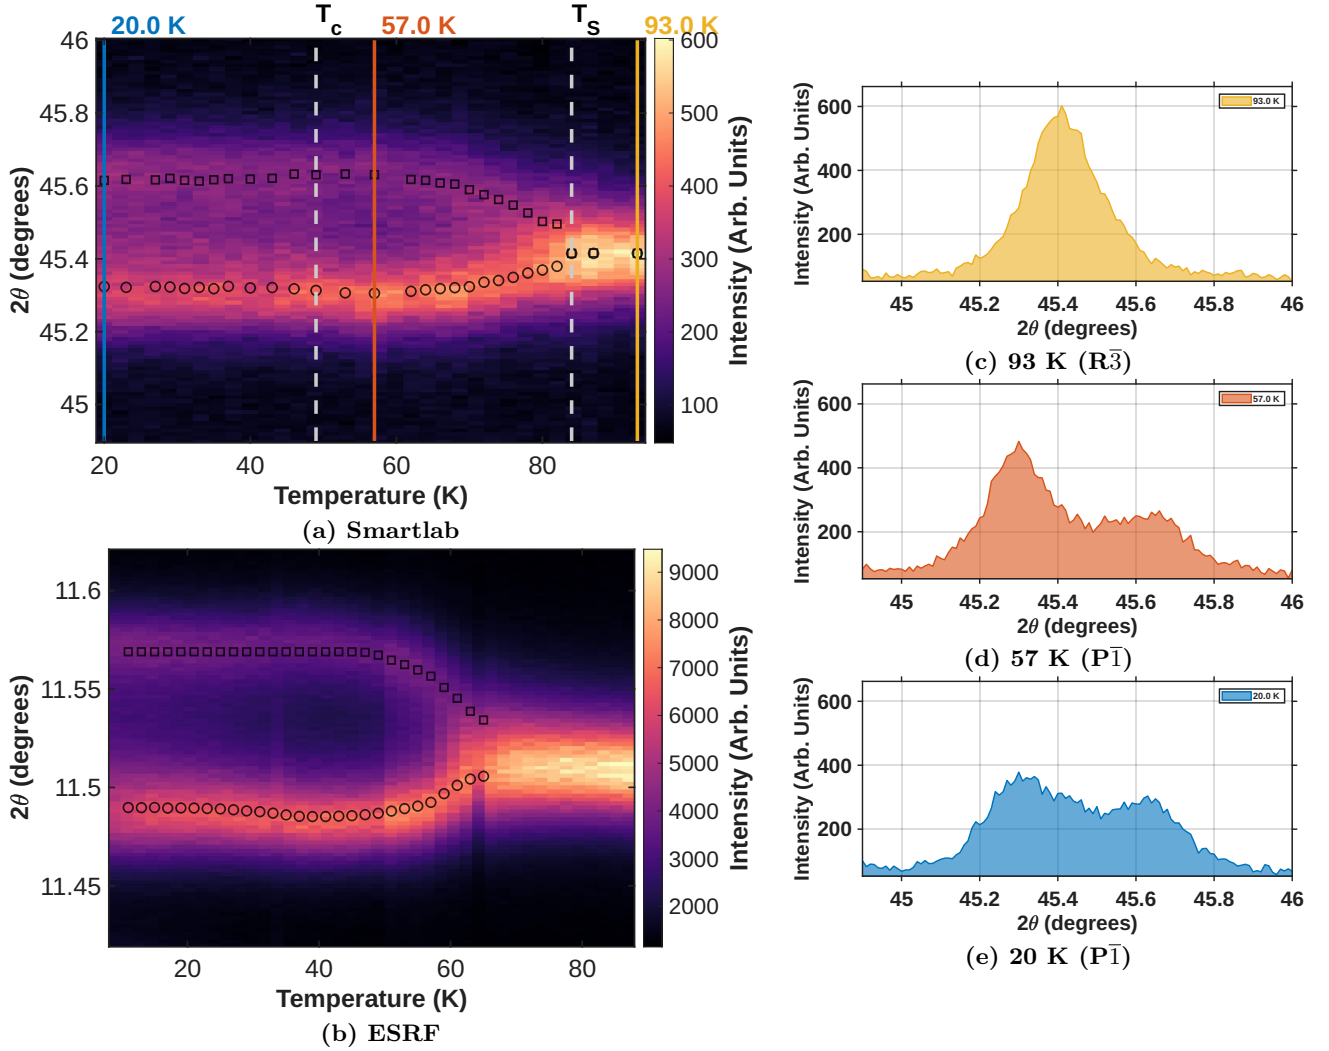 20.0 K
T_c
57.0 K
T_S
93.0 K
46
45.8
45.6
45.4
45.2
45
2θ (degrees)
20
40
60
80
Temperature (K)
600
500
400
300
200
100
Intensity (Arb. Units)
(a) Smartlab
11.6
11.55
11.5
11.45
2θ (degrees)
20
40
60
80
Temperature (K)
9000
8000
7000
6000
5000
4000
3000
2000
Intensity (Arb. Units)
(b) ESRF
93.0 K
600
400
200
Intensity (Arb. Units)
45 45.2 45.4 45.6 45.8 46
2θ (degrees)
(c) 93 K (R3̅)
57.0 K
600
400
200
Intensity (Arb. Units)
45 45.2 45.4 45.6 45.8 46
2θ (degrees)
(d) 57 K (P1̅)
20.0 K
600
400
200
Intensity (Arb. Units)
45 45.2 45.4 45.6 45.8 46
2θ (degrees)
(e) 20 K (P1̅)